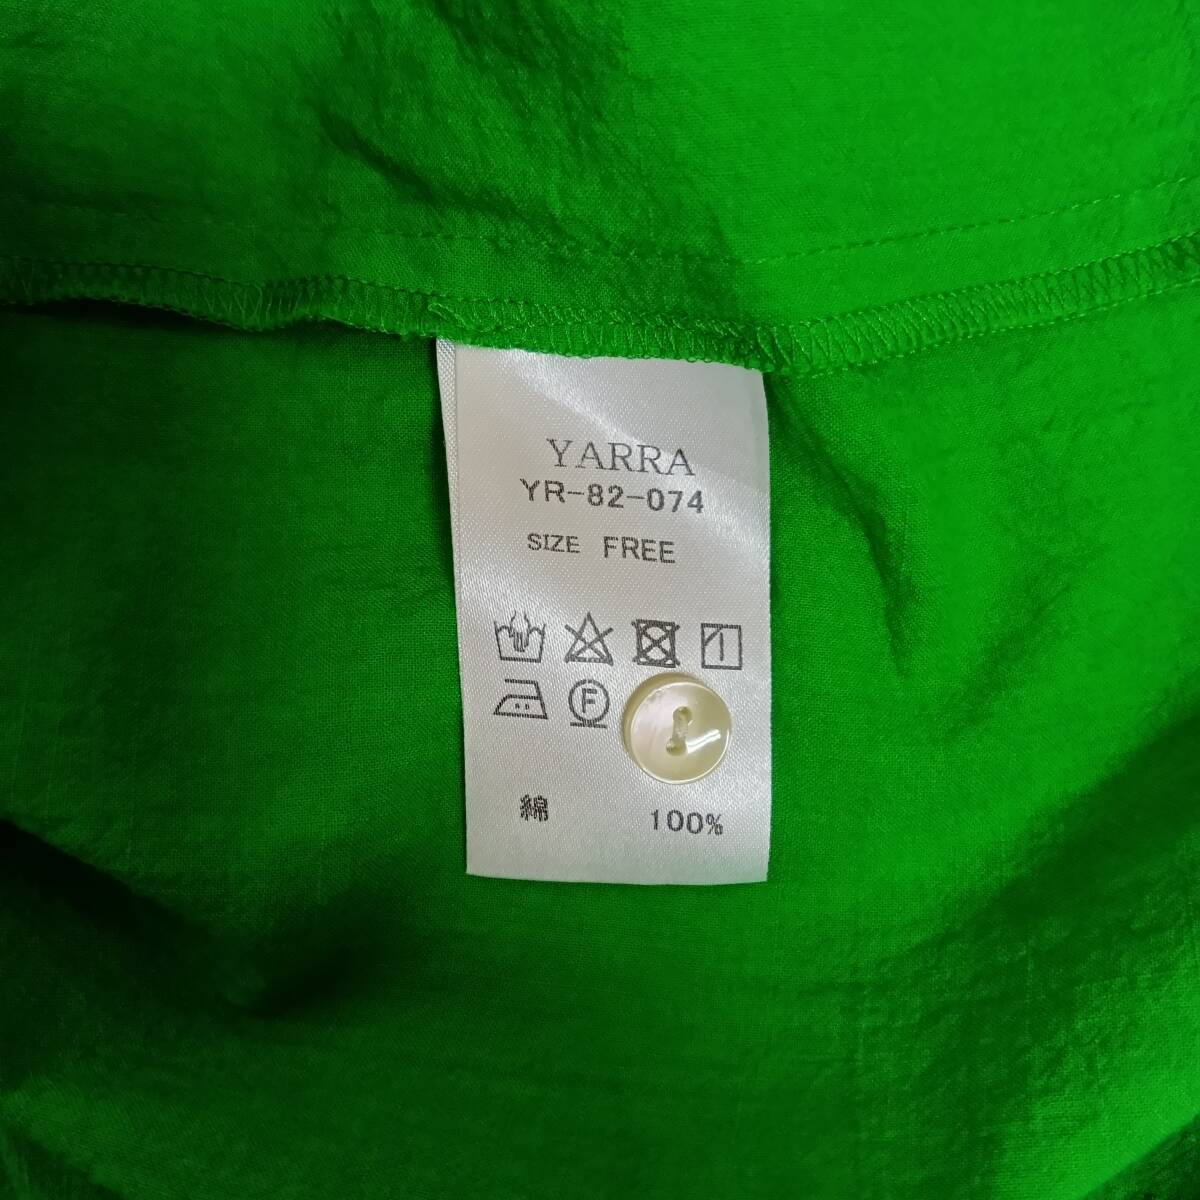 YARRA
YR-82-074
SIZE FREE
F
綿 100%